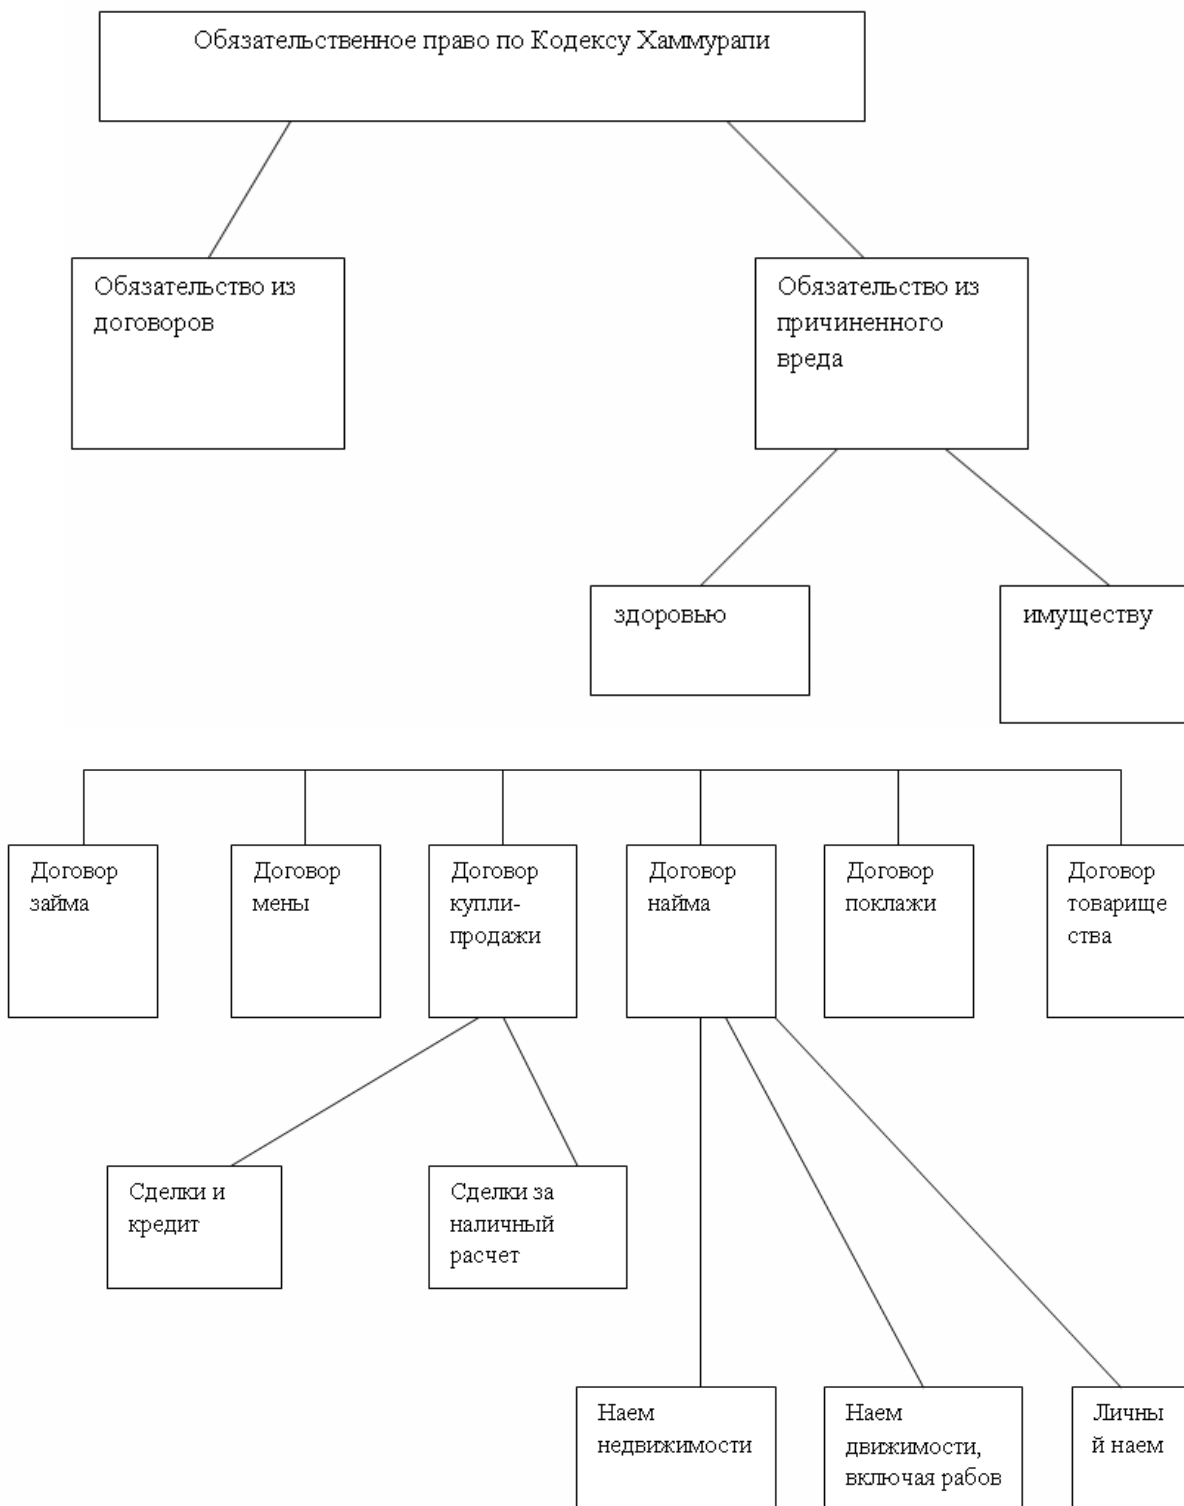 Обязательственное право по Кодексу Хаммурапи
Обязательство из
договоров
Обязательство из
причиненного
вреда
здоровью
имуществу
Договор
займа
Договор
мены
Договор
купли-
продажи
Договор
найма
Договор
поклажи
Договор
товарище
ства
Сделки и
кредит
Сделки за
наличный
расчет
Наем
недвижимости
Наем
движимости,
включая рабов
Личны
й наем